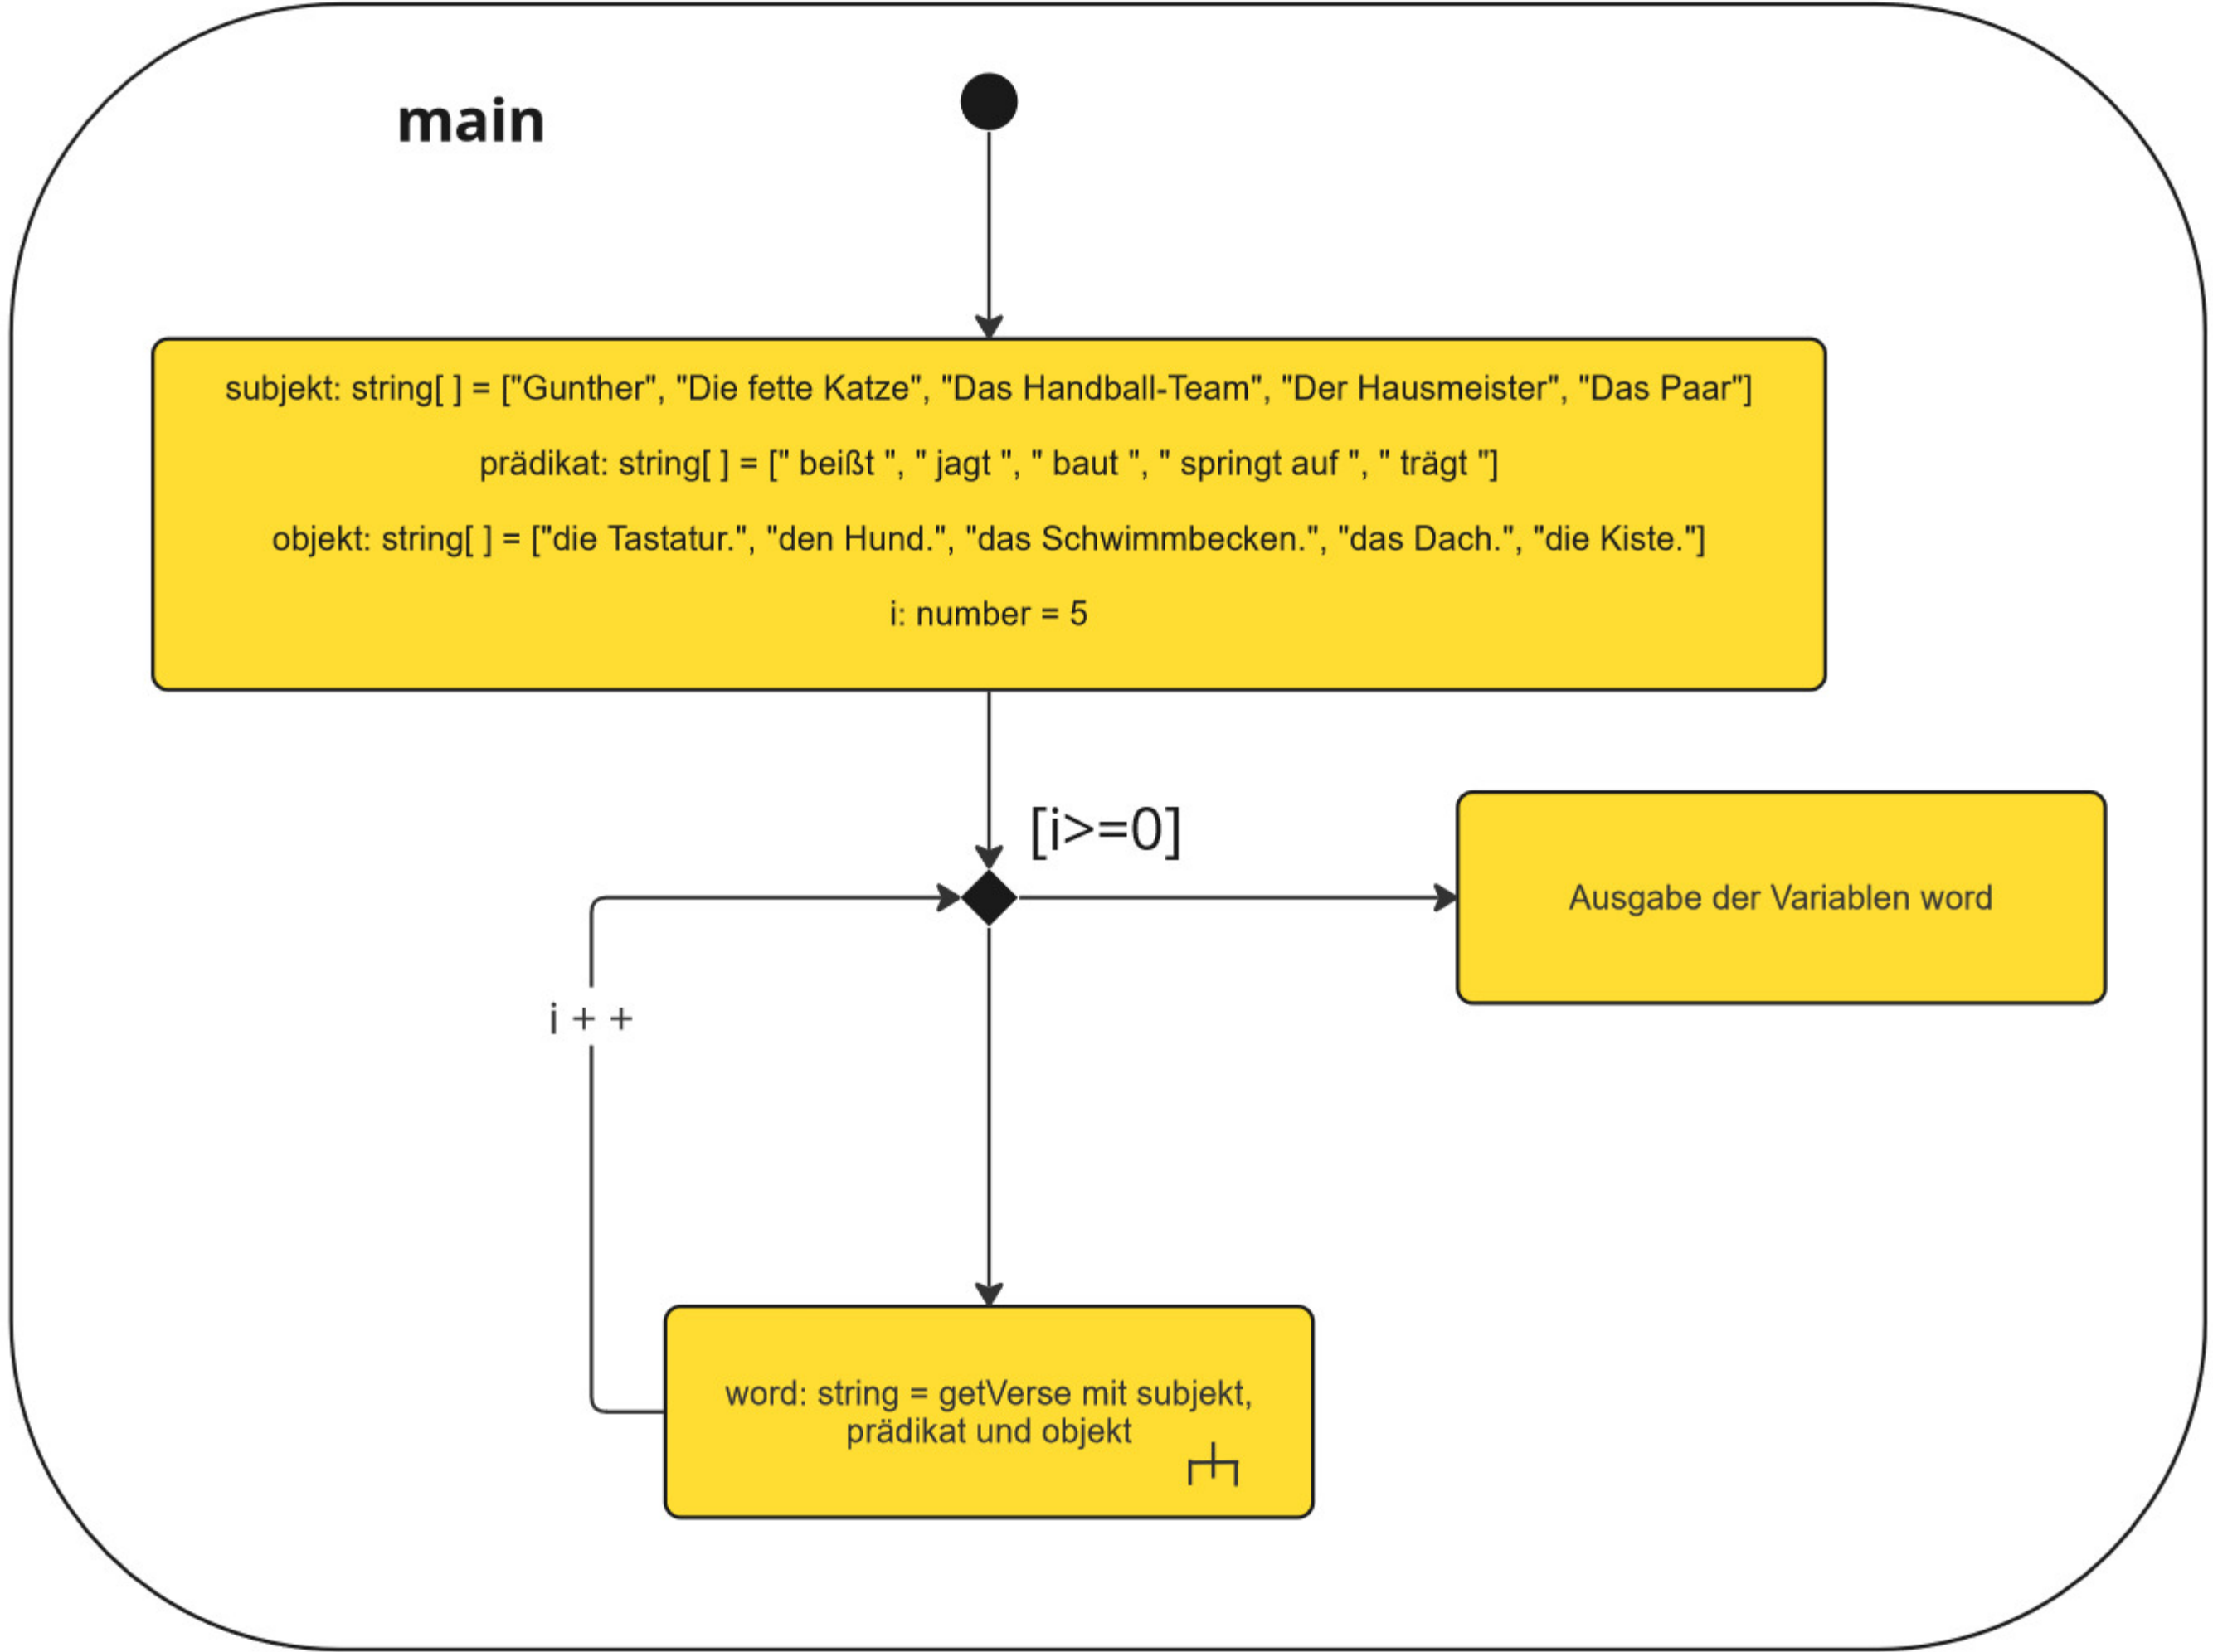 main
subjekt: string[ ] = ["Gunther", "Die fette Katze", "Das Handball-Team", "Der Hausmeister", "Das Paar"]
prädikat: string[ ] = [" beißt ", " jagt ", " baut ", " springt auf ", " trägt "]
objekt: string[ ] = ["die Tastatur.", "den Hund.", "das Schwimmbecken.", "das Dach.", "die Kiste."]
i: number = 5
[i>=0]
Ausgabe der Variablen word
i + +
word: string = getVerse mit subjekt,
prädikat und objekt